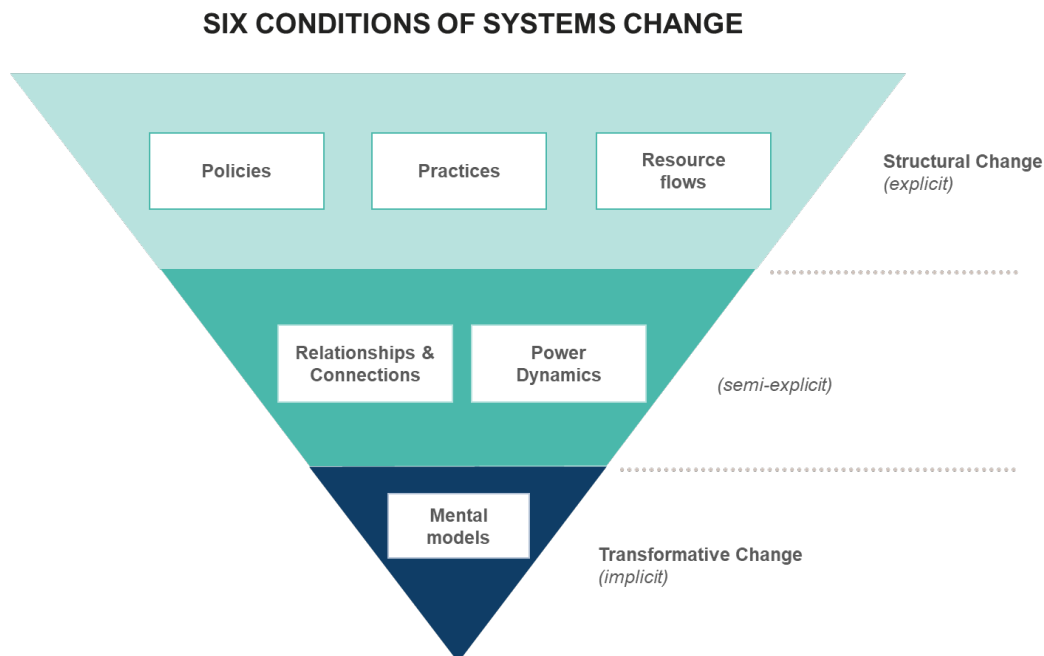 SIX CONDITIONS OF SYSTEMS CHANGE
Policies
Practices
Resource
flows
Structural Change
(explicit)
Relationships &
Connections
Power
Dynamics
(semi-explicit)
Mental
models
Transformative Change
(implicit)